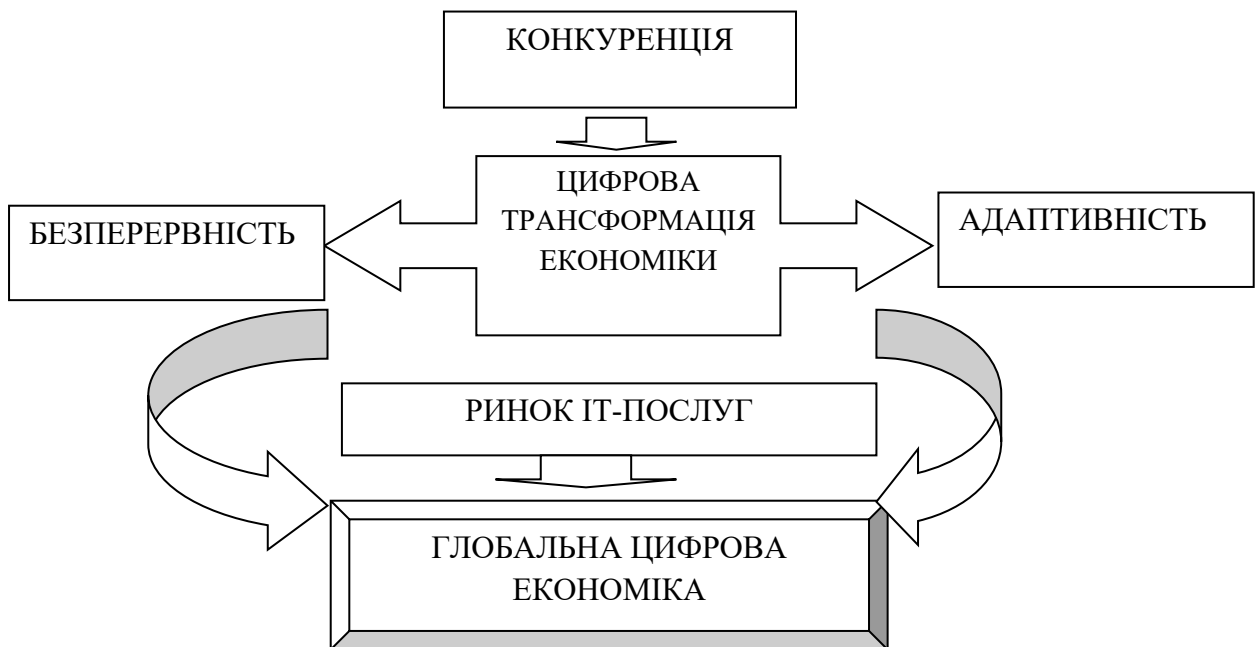 КОНКУРЕНЦІЯ
ЦИФРОВА
ТРАНСФОРМАЦІЯ
ЕКОНОМІКИ
БЕЗПЕРЕРВНІСТЬ
АДАПТИВНІСТЬ
РИНОК ІТ-ПОСЛУГ
ГЛОБАЛЬНА ЦИФРОВА
ЕКОНОМІКА